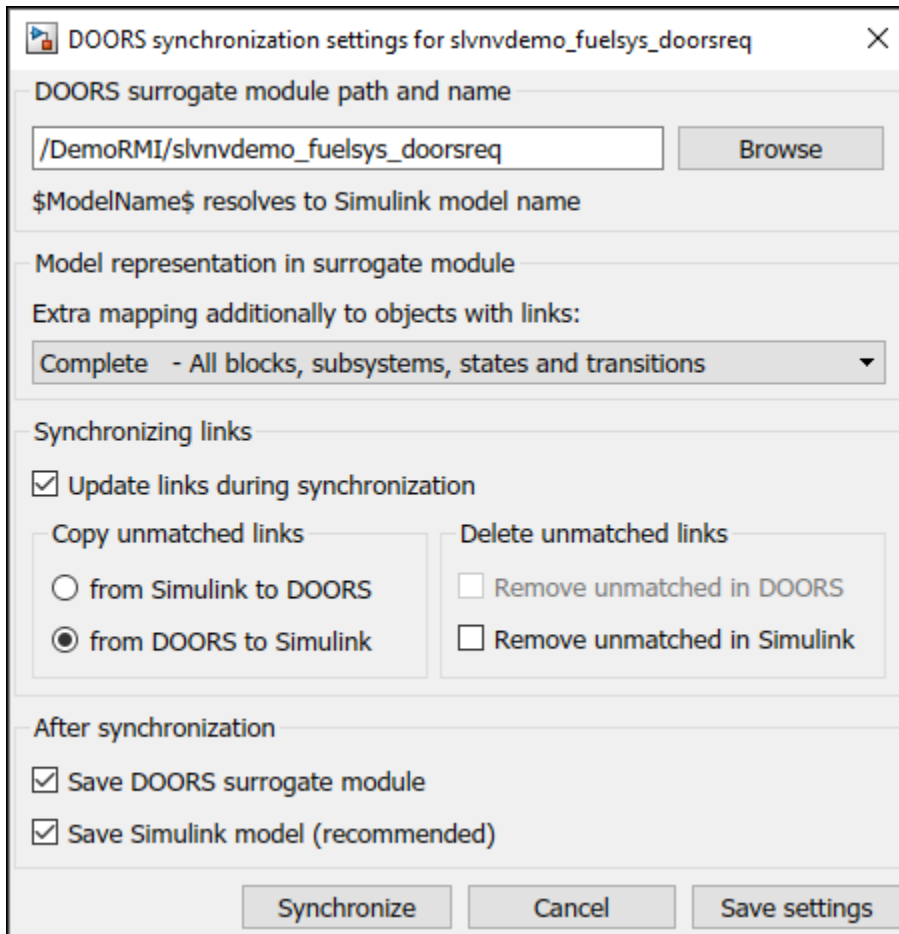 DOORS synchronization settings for slvnvdemo_fuelsys_doorsreq
DOORS surrogate module path and name
/DemoRMI/slvnvdemo_fuelsys_doorsreq
Browse
$ModelName$ resolves to Simulink model name
Model representation in surrogate module
Extra mapping additionally to objects with links:
Complete - All blocks, subsystems, states and transitions
Synchronizing links
Update links during synchronization
Copy unmatched links
from Simulink to DOORS
from DOORS to Simulink
Delete unmatched links
Remove unmatched in DOORS
Remove unmatched in Simulink
After synchronization
Save DOORS surrogate module
Save Simulink model (recommended)
Synchronize
Cancel
Save settings